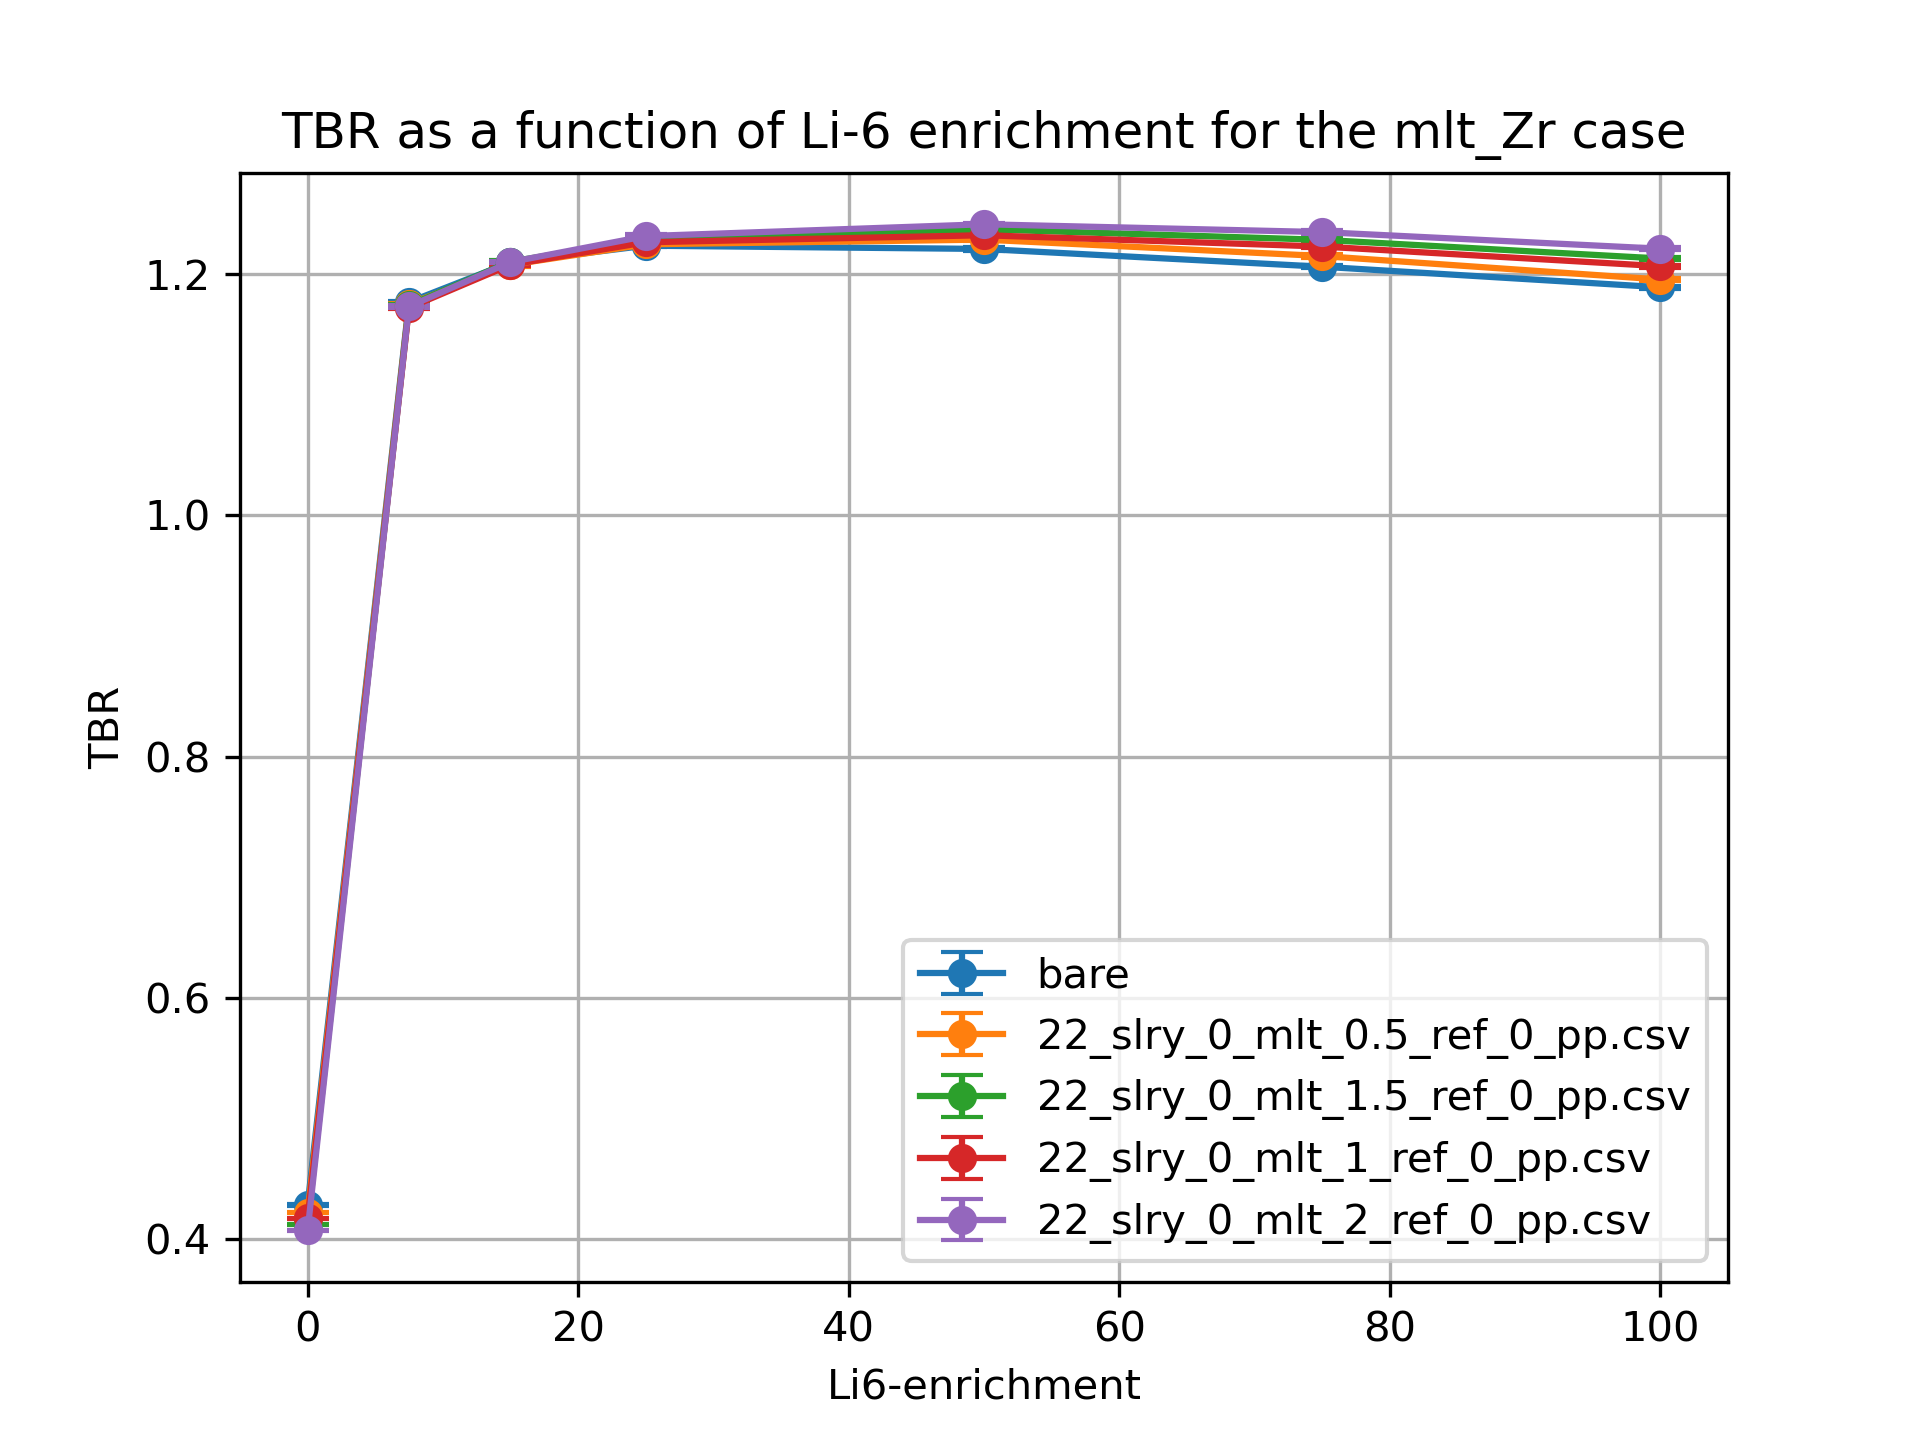 TBR as a function of Li-6 enrichment for the mlt_Zr case
TBR
1.2
1.0
0.8
0.6
0.4
0 20 40 60 80 100
Li6-enrichment
bare
22_slry_0_mlt_0.5_ref_0_pp.csv
22_slry_0_mlt_1.5_ref_0_pp.csv
22_slry_0_mlt_1_ref_0_pp.csv
22_slry_0_mlt_2_ref_0_pp.csv